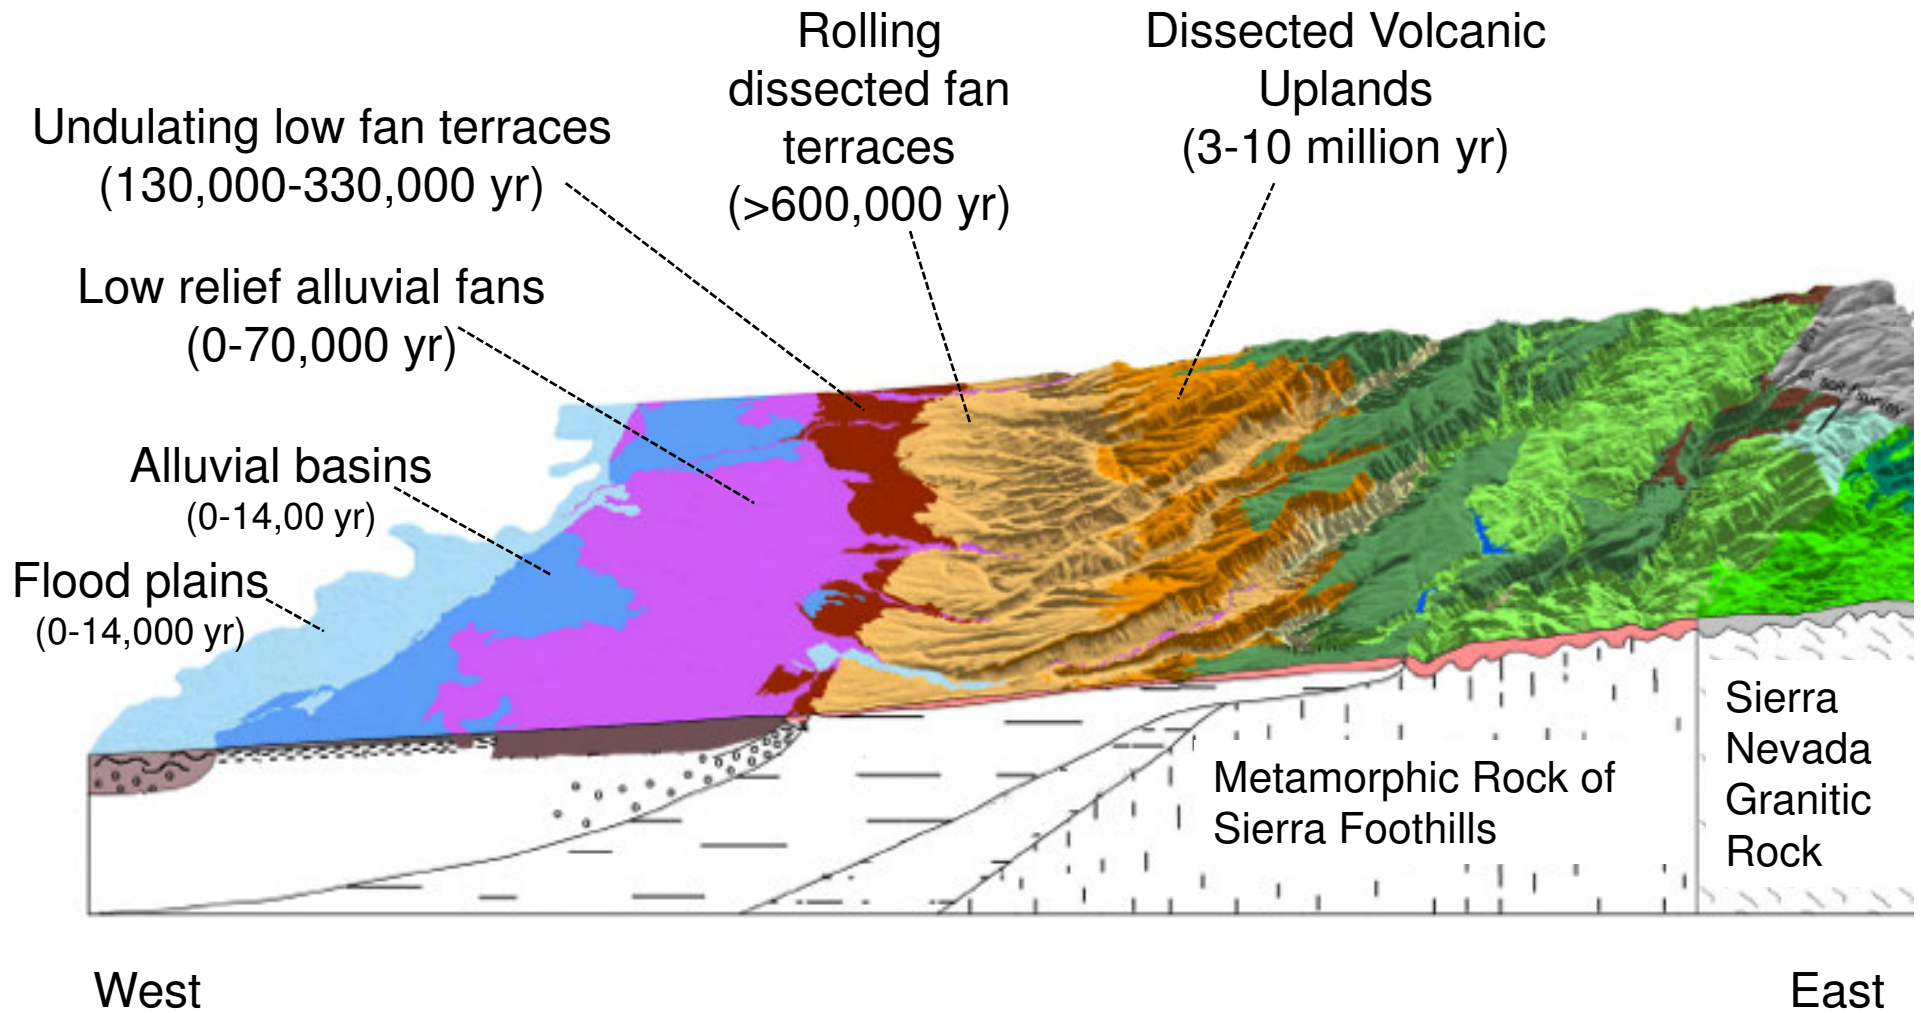 Rolling
dissected fan
terraces
(>600,000 yr)
Dissected Volcanic
Uplands
(3-10 million yr)
Undulating low fan terraces
(130,000-330,000 yr)
Low relief alluvial fans
(0-70,000 yr)
Alluvial basins
(0-14,00 yr)
Flood plains
(0-14,000 yr)
soil survey
Metamorphic Rock of
Sierra Foothills
Sierra
Nevada
Granitic
Rock
West
East